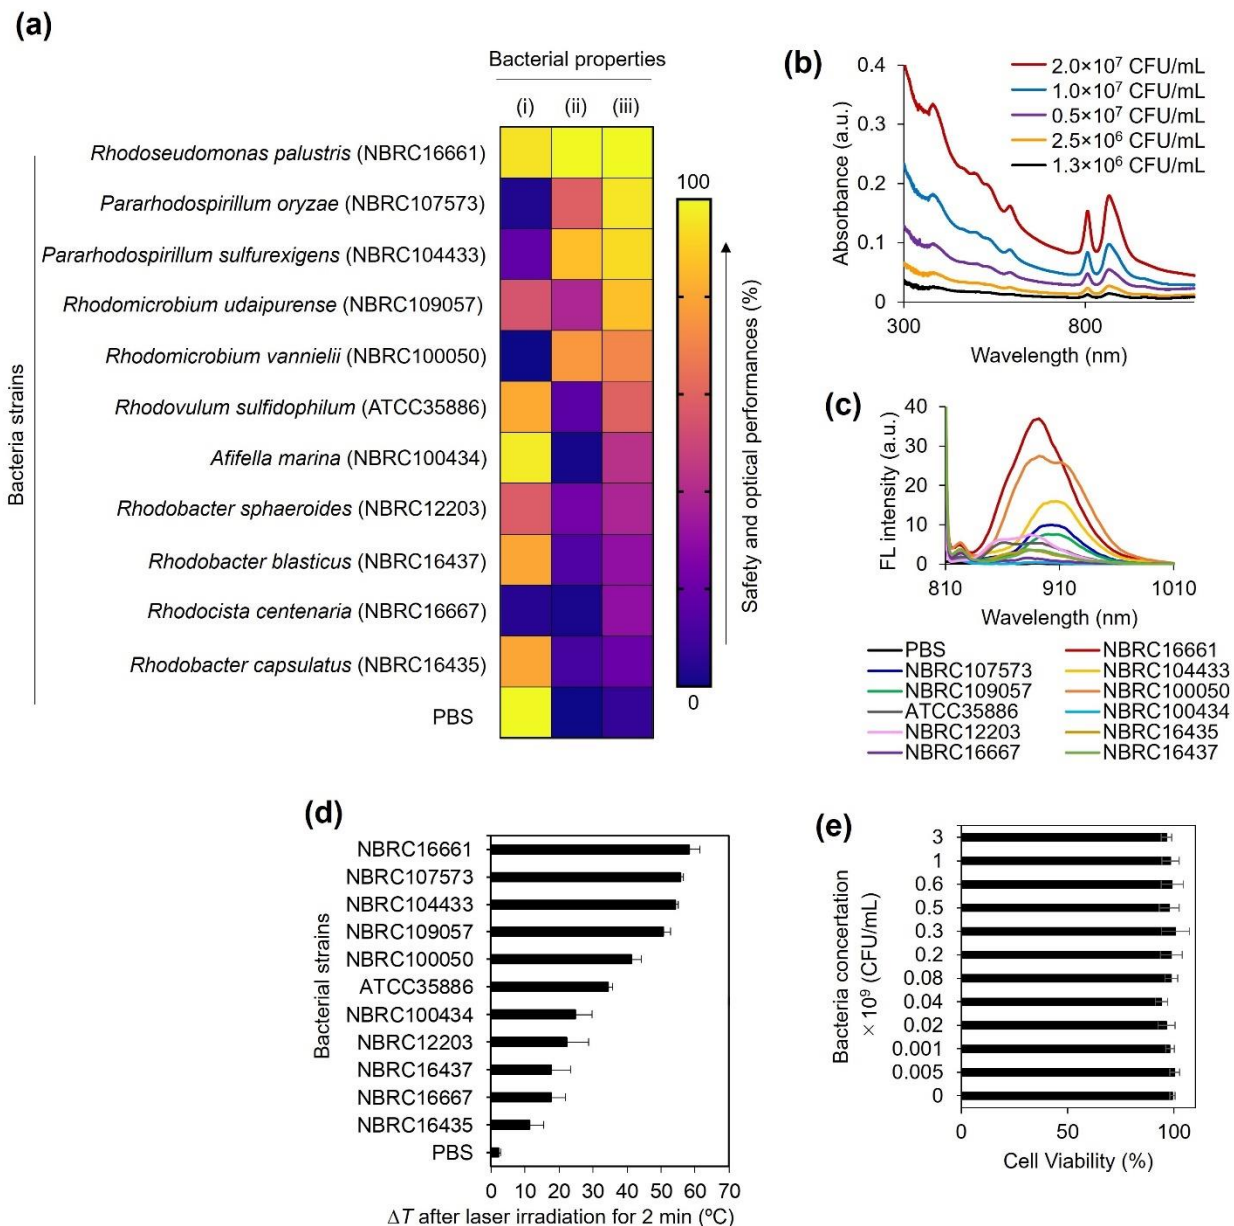 (a)
Bacterial properties
(i) (ii) (iii)
Bacteria strains
Rhodoseudomonas palustris (NBRC16661)
Pararhodospirillum oryzae (NBRC107573)
Pararhodospirillum sulfurexigens (NBRC104433)
Rhodomicrobium udaipurense (NBRC109057)
Rhodomicrobium vannielii (NBRC100050)
Rhodovulum sulfidophilum (ATCC35886)
Afifella marina (NBRC100434)
Rhodobacter sphaeroides (NBRC12203)
Rhodobacter blasticus (NBRC16437)
Rhodocista centenaria (NBRC16667)
Rhodobacter capsulatus (NBRC16435)
PBS
100
0
Safety and optical performances (%)
(b)
Absorbance (a.u.)
0.4
0.3
0.2
0.1
0
300 800
Wavelength (nm)
2.0×10⁷ CFU/mL
1.0×10⁷ CFU/mL
0.5×10⁷ CFU/mL
2.5×10⁶ CFU/mL
1.3×10⁶ CFU/mL
(c)
FL intensity (a.u.)
40
30
20
10
0
810 910 1010
Wavelength (nm)
PBS NBRC16661
NBRC107573 NBRC104433
NBRC109057 NBRC100050
ATCC35886 NBRC100434
NBRC12203 NBRC16435
NBRC16667 NBRC16437
(d)
Bacterial strains
NBRC16661
NBRC107573
NBRC104433
NBRC109057
NBRC100050
ATCC35886
NBRC100434
NBRC12203
NBRC16437
NBRC16667
NBRC16435
PBS
0 10 20 30 40 50 60 70
ΔT after laser irradiation for 2 min (ºC)
(e)
Bacteria concertation
× 10⁹ (CFU/mL)
3
1
0.6
0.5
0.3
0.2
0.08
0.04
0.02
0.001
0.005
0
0 50 100
Cell Viability (%)